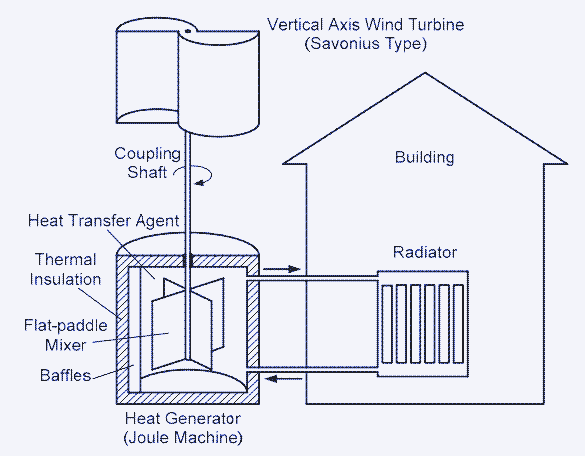 Vertical Axis Wind Turbine
(Savonius Type)
Coupling
Shaft
Building
Heat Transfer Agent
Radiator
Thermal
Insulation
Flat-paddle
Mixer
Baffles
Heat Generator
(Joule Machine)